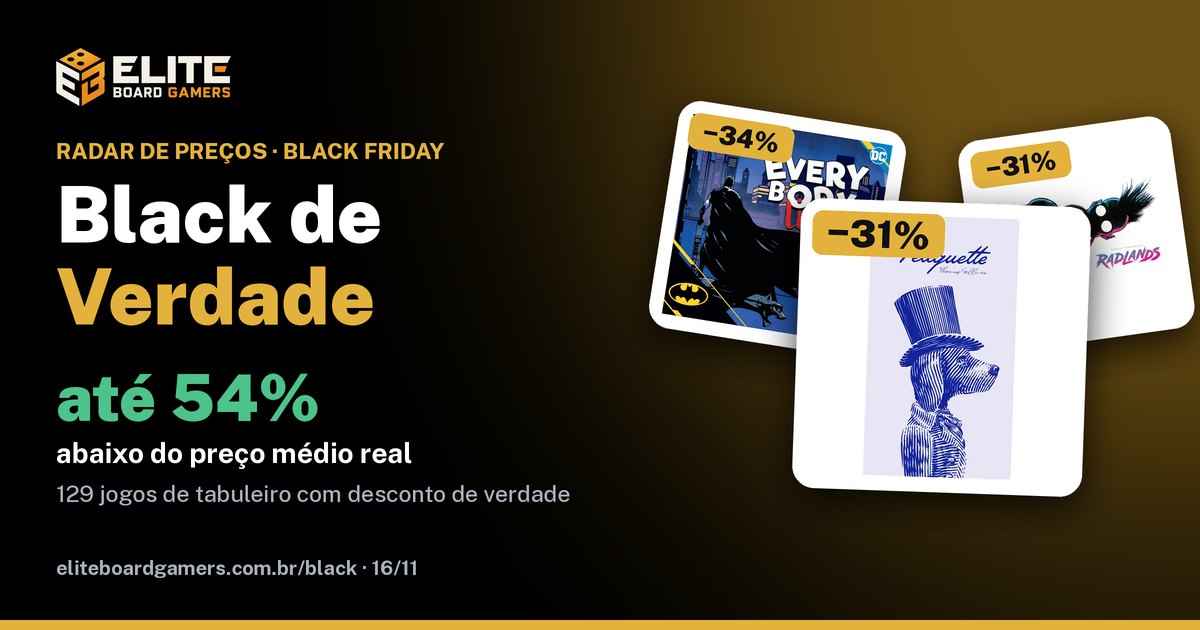 ELITE
BOARD GAMERS
RADAR DE PREÇOS · BLACK FRIDAY
Black de
Verdade
até 54%
abaixo do preço médio real
129 jogos de tabuleiro com desconto de verdade
eliteboardgamers.com.br/black · 16/11
−34%
DC
EVERY
BODY
−31%
−31%
RADLANDS